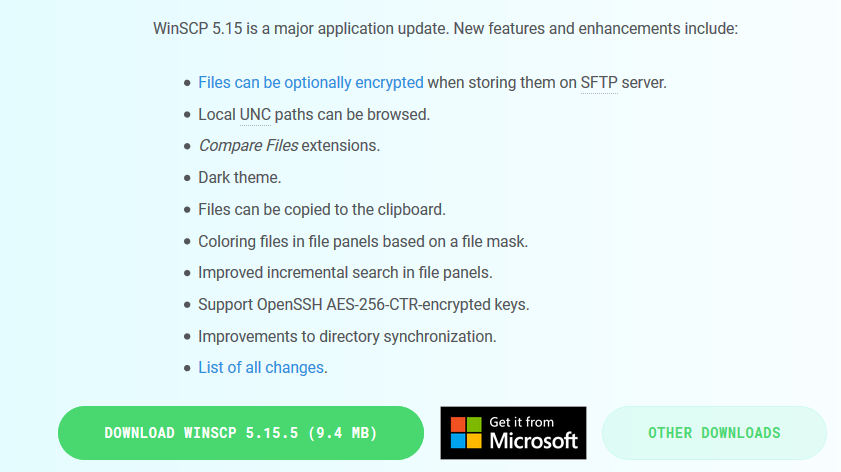 WinSCP 5.15 is a major application update. New features and enhancements include:
Files can be optionally encrypted when storing them on SFTP server.
Local UNC paths can be browsed.
Compare Files extensions.
Dark theme.
Files can be copied to the clipboard.
Coloring files in file panels based on a file mask.
Improved incremental search in file panels.
Support OpenSSH AES-256-CTR-encrypted keys.
Improvements to directory synchronization.
List of all changes.
DOWNLOAD WINSCP 5.15.5 (9.4 MB)
Get it from
Microsoft
OTHER DOWNLOADS